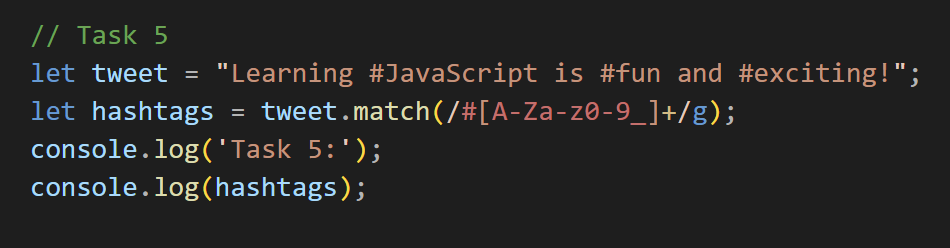 // Task 5
let tweet = "Learning #JavaScript is #fun and #exciting!";
let hashtags = tweet.match(/#[A-Za-z0-9_]+/g);
console.log('Task 5:');
console.log(hashtags);